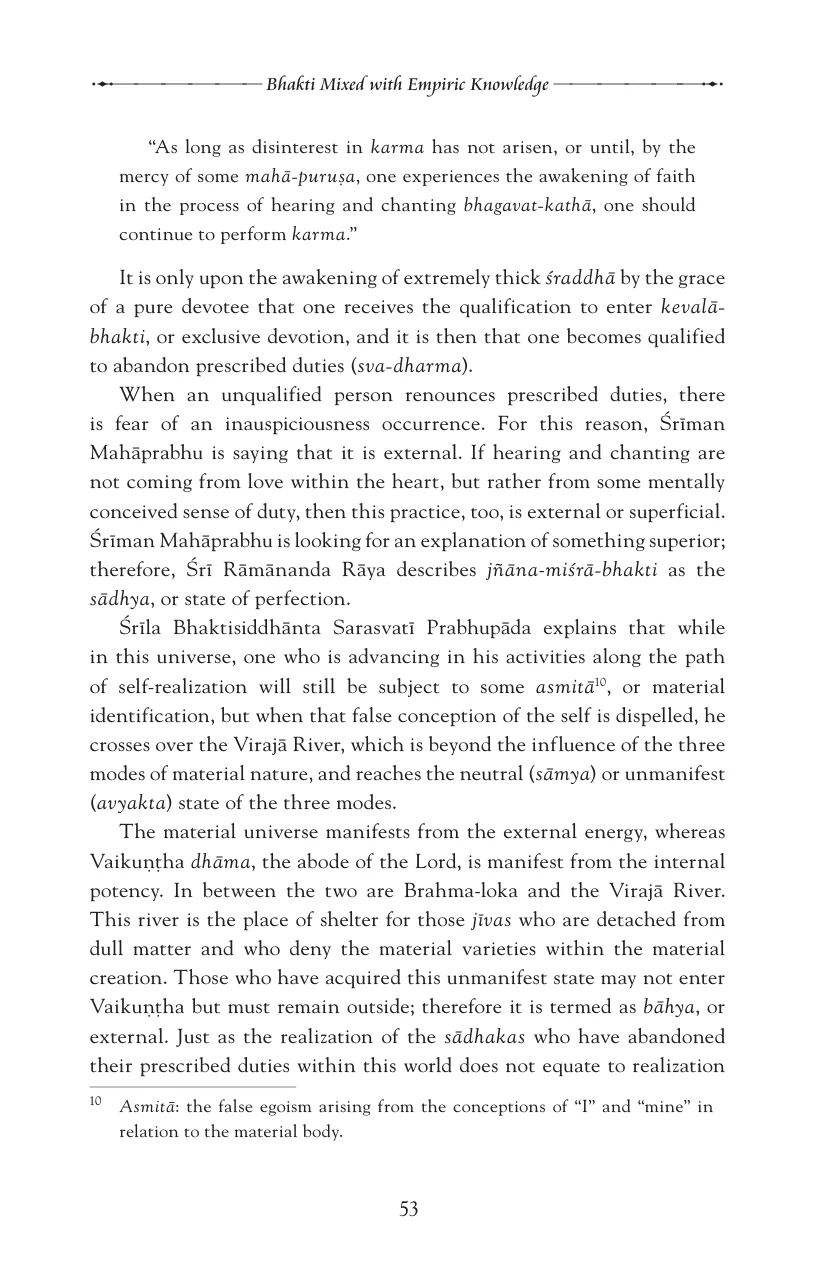 Bhakti Mixed with Empiric Knowledge
“As long as disinterest in karma has not arisen, or until, by the
mercy of some mahā-puruṣa, one experiences the awakening of faith
in the process of hearing and chanting bhagavat-kathā, one should
continue to perform karma.”
It is only upon the awakening of extremely thick śraddhā by the grace
of a pure devotee that one receives the qualification to enter kevalā-
bhakti, or exclusive devotion, and it is then that one becomes qualified
to abandon prescribed duties (sva-dharma).
When an unqualified person renounces prescribed duties, there
is fear of an inauspiciousness occurrence. For this reason, Śrīman
Mahāprabhu is saying that it is external. If hearing and chanting are
not coming from love within the heart, but rather from some mentally
conceived sense of duty, then this practice, too, is external or superficial.
Śrīman Mahāprabhu is looking for an explanation of something superior;
therefore, Śrī Rāmānanda Rāya describes jñāna-miśrā-bhakti as the
sādhya, or state of perfection.
Śrīla Bhaktisiddhānta Sarasvatī Prabhupāda explains that while
in this universe, one who is advancing in his activities along the path
of self-realization will still be subject to some asmitā10, or material
identification, but when that false conception of the self is dispelled, he
crosses over the Virajā River, which is beyond the influence of the three
modes of material nature, and reaches the neutral (sāmya) or unmanifest
(avyakta) state of the three modes.
The material universe manifests from the external energy, whereas
Vaikuṇṭha dhāma, the abode of the Lord, is manifest from the internal
potency. In between the two are Brahma-loka and the Virajā River.
This river is the place of shelter for those jīvas who are detached from
dull matter and who deny the material varieties within the material
creation. Those who have acquired this unmanifest state may not enter
Vaikuṇṭha but must remain outside; therefore it is termed as bāhya, or
external. Just as the realization of the sādhakas who have abandoned
their prescribed duties within this world does not equate to realization
10 Asmitā: the false egoism arising from the conceptions of “I” and “mine” in
relation to the material body.
53